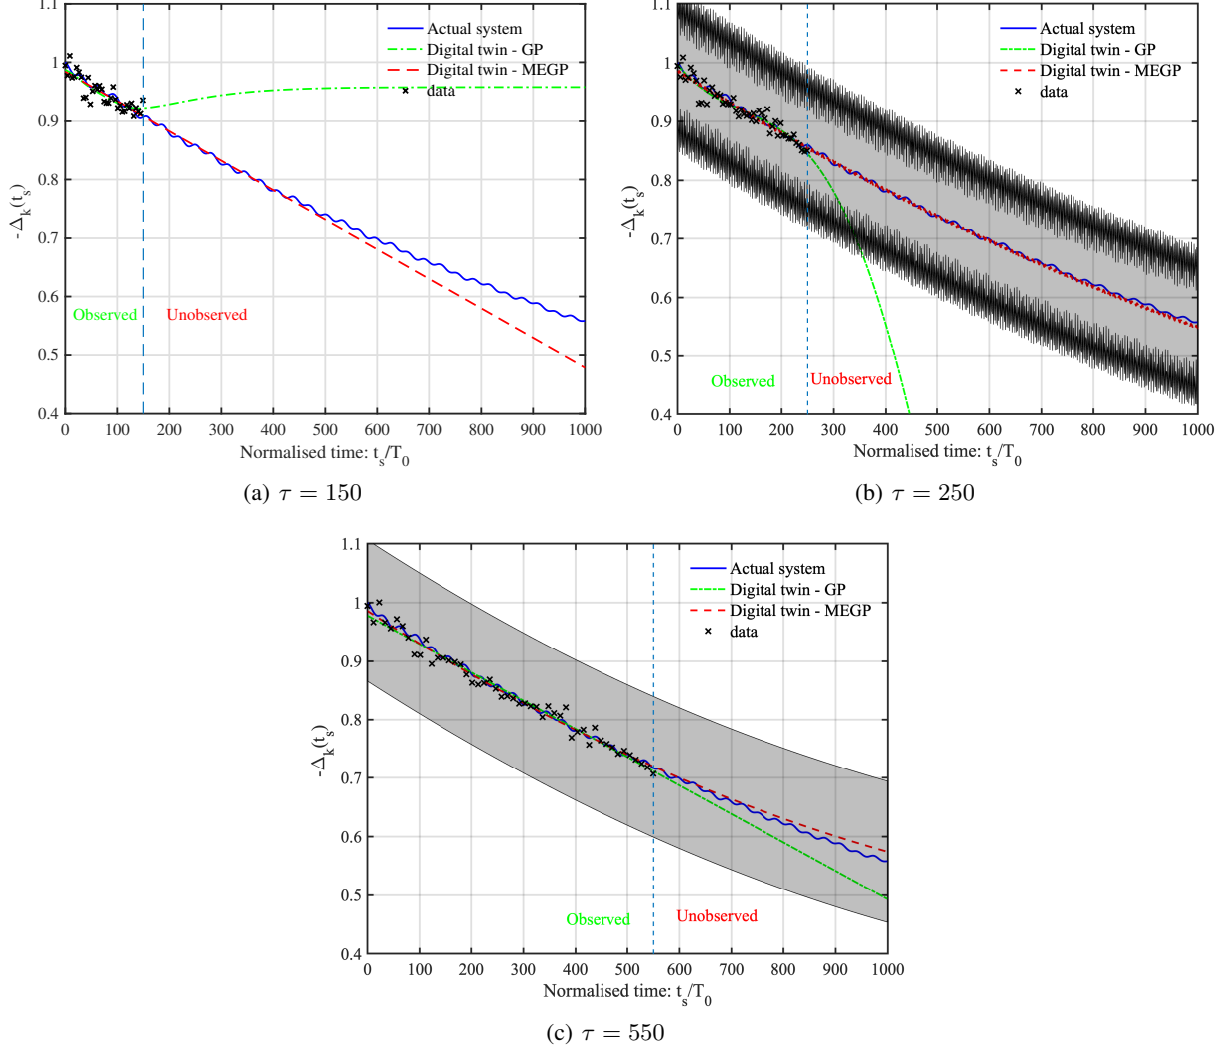 1.1
1
0.9
0.8
0.7
0.6
0.5
0.4
-Δk(ts)
Actual system
Digital twin - GP
Digital twin - MEGP
data
Observed
Unobserved
0 100 200 300 400 500 600 700 800 900 1000
Normalised time: ts/T0
(a) τ = 150
1.1
1
0.9
0.8
0.7
0.6
0.5
0.4
-Δk(ts)
Actual system
Digital twin - GP
Digital twin - MEGP
data
Observed
Unobserved
0 100 200 300 400 500 600 700 800 900 1000
Normalised time: ts/T0
(b) τ = 250
1.1
1
0.9
0.8
0.7
0.6
0.5
0.4
-Δk(ts)
Actual system
Digital twin - GP
Digital twin - MEGP
data
Observed
Unobserved
0 100 200 300 400 500 600 700 800 900 1000
Normalised time: ts/T0
(c) τ = 550